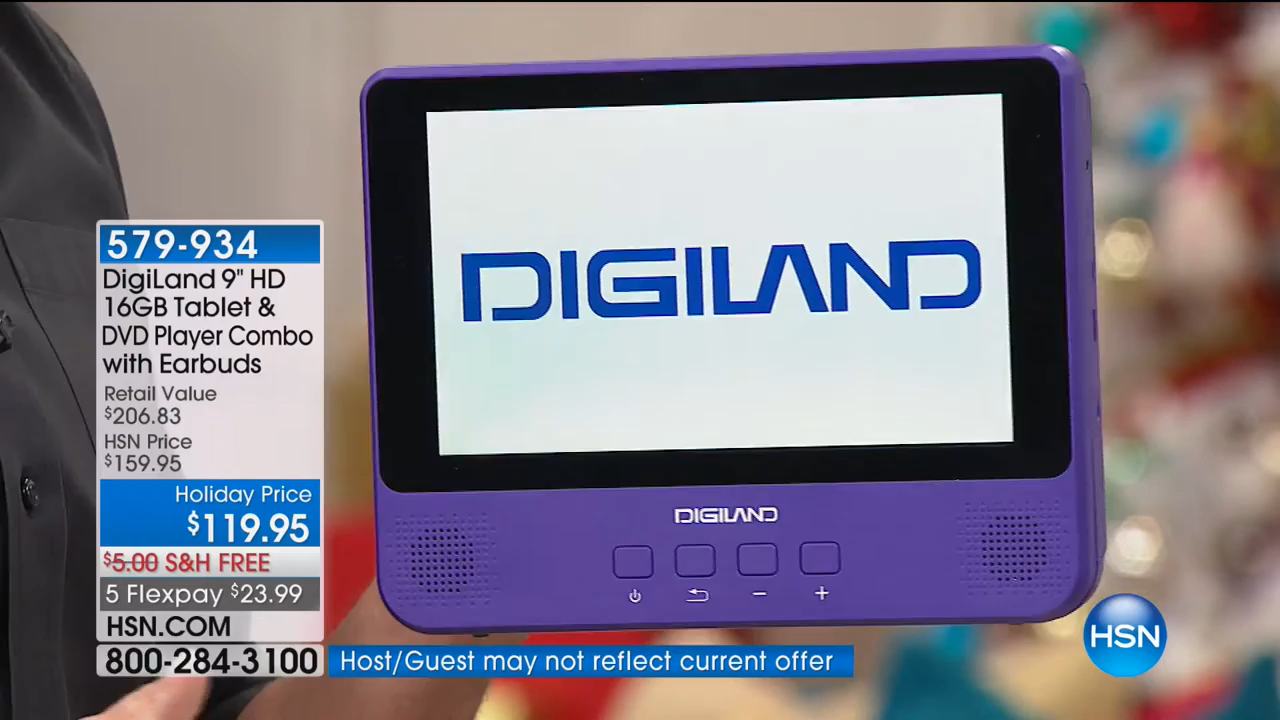 DIGILAND
DIGILAND
579-934
DigiLand 9" HD
16GB Tablet &
DVD Player Combo
with Earbuds
Retail Value
$206.83
HSN Price
$159.95
Holiday Price
$119.95
$5.00 S&H FREE
5 Flexpay $23.99
HSN.COM
800-284-3100
Host/Guest may not reflect current offer
HSN